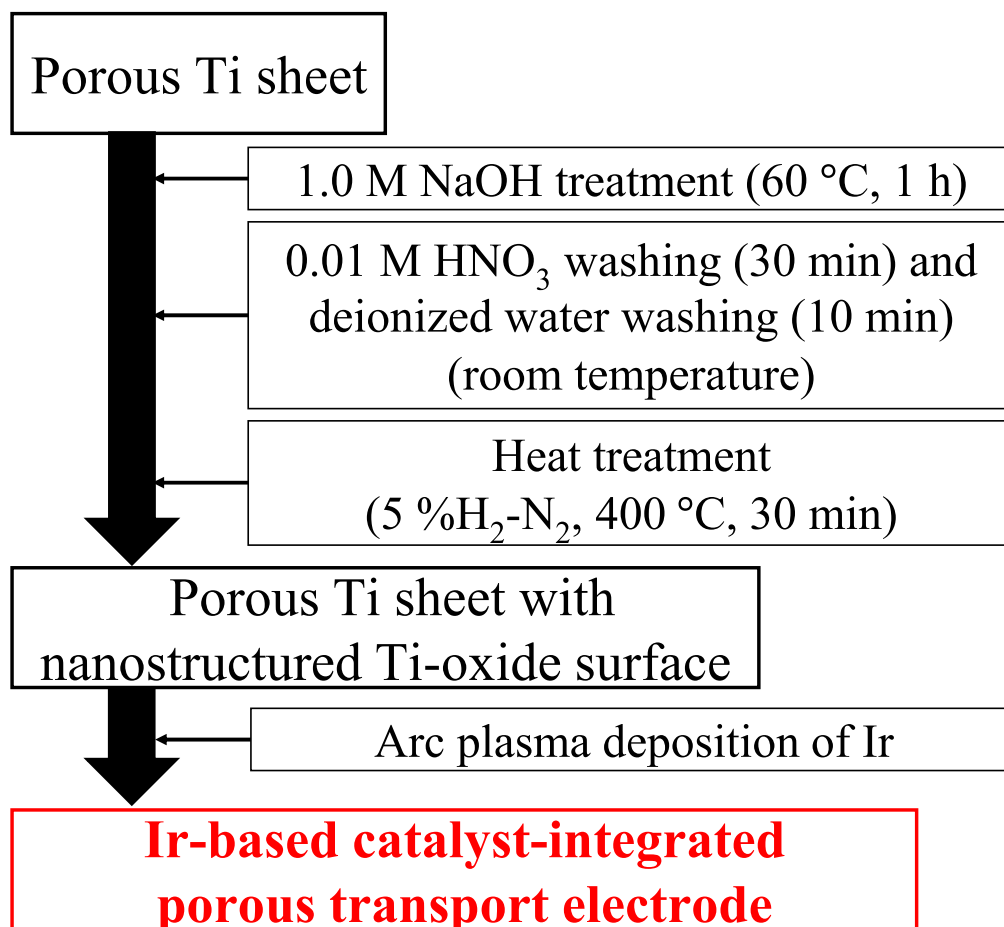 Porous Ti sheet
1.0 M NaOH treatment (60 °C, 1 h)
0.01 M HNO₃ washing (30 min) and
deionized water washing (10 min)
(room temperature)
Heat treatment
(5 %H₂-N₂, 400 °C, 30 min)
Porous Ti sheet with
nanostructured Ti-oxide surface
Arc plasma deposition of Ir
Ir-based catalyst-integrated
porous transport electrode